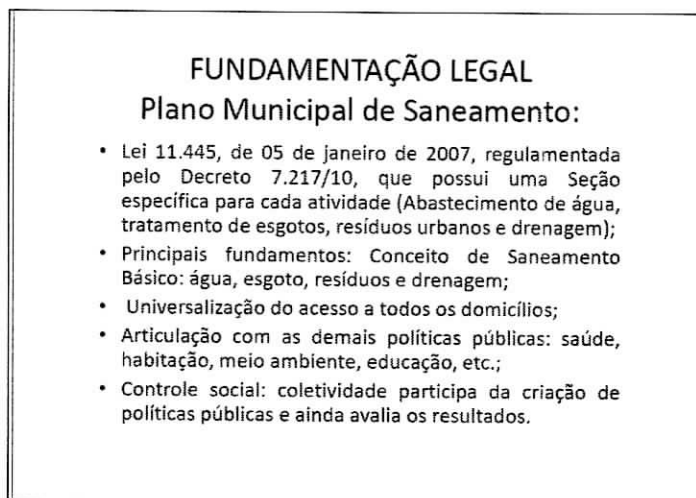 FUNDAMENTAÇÃO LEGAL
Plano Municipal de Saneamento:
• Lei 11.445, de 05 de janeiro de 2007, regulamentada
pelo Decreto 7.217/10, que possui uma Seção
específica para cada atividade (Abastecimento de água,
tratamento de esgotos, resíduos urbanos e drenagem);
• Principais fundamentos: Conceito de Saneamento
Básico: água, esgoto, resíduos e drenagem;
• Universalização do acesso a todos os domicílios;
• Articulação com as demais políticas públicas: saúde,
habitação, meio ambiente, educação, etc.;
• Controle social: coletividade participa da criação de
políticas públicas e ainda avalia os resultados.